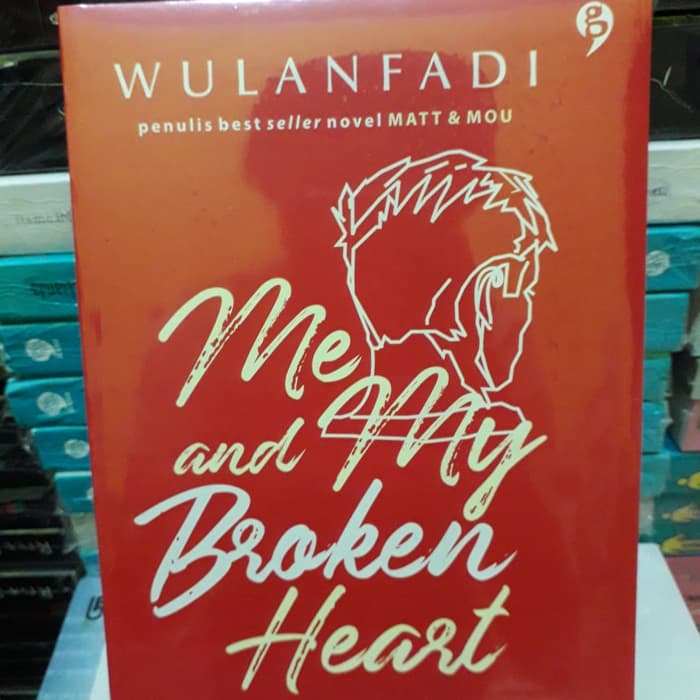 WULANFADI
penulis best seller novel MATT & MOU
Me
and My
Broken
Heart